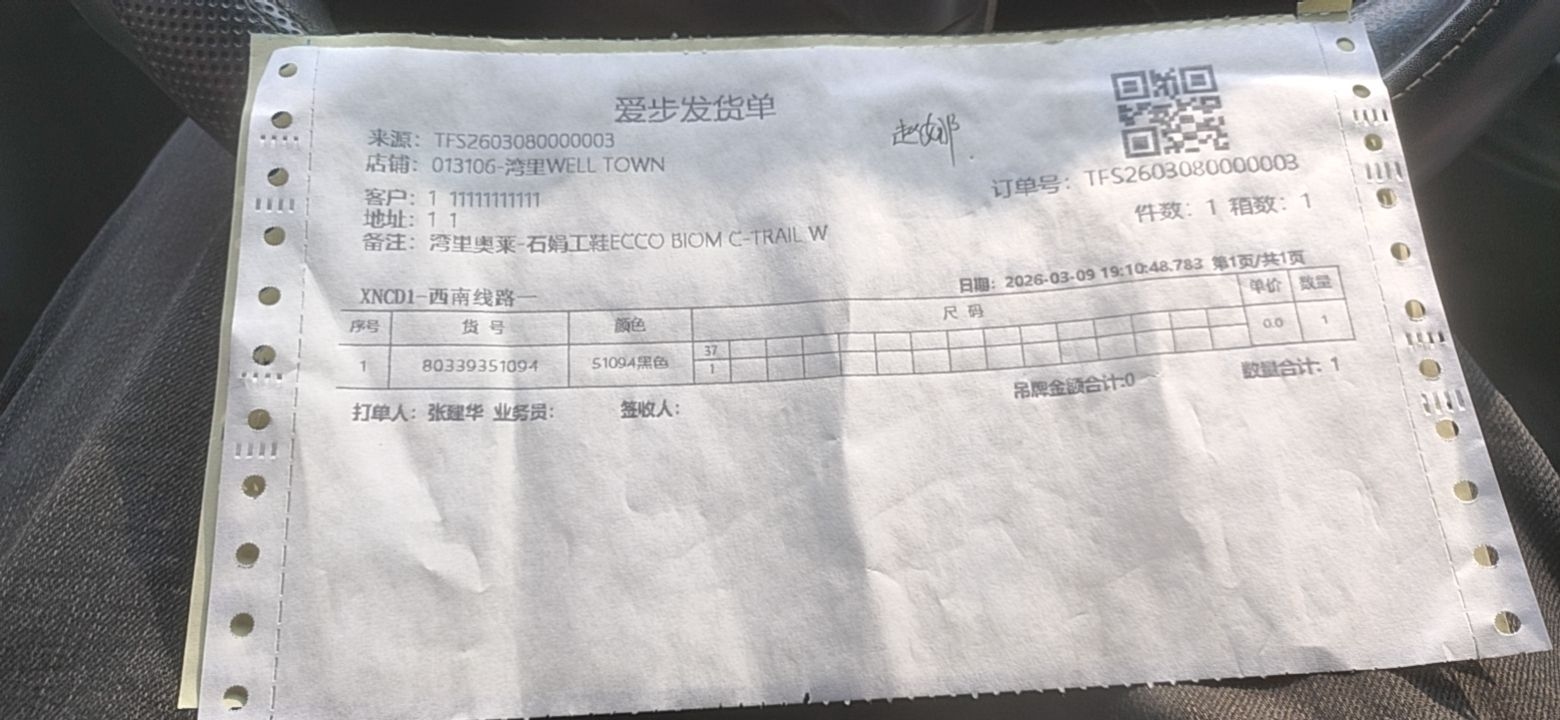 爱步发货单
来源：TFS2603080000003
店铺：013106-湾里WELL TOWN
客户：1 11111111111
地址：1 1
备注：湾里奥莱-石娟工鞋ECCO BIOM C-TRAIL W
订单号：TFS2603080000003
件数：1 箱数：1
XNCD1-西南线路一
日期：2026-03-09 19:10:48.783 第1页/共1页
序号 货 号 颜色 尺 码 单价 数量
37
1 80339351094 51094黑色 1 0.0 1
吊牌金额合计:0 数量合计: 1
打单人：张建华 业务员: 签收人: